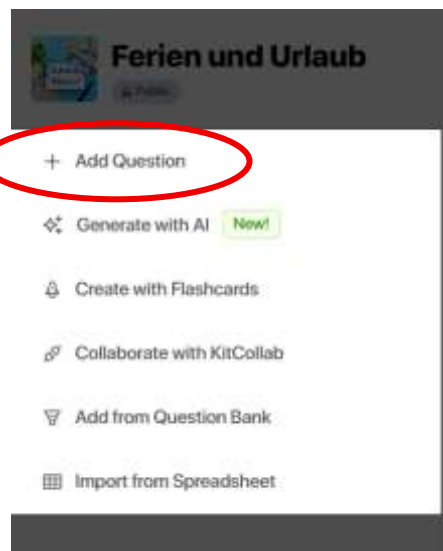 Ferien und Urlaub
Public
+ Add Question
Generate with AI New!
Create with Flashcards
Collaborate with KitCollab
Add from Question Bank
Import from Spreadsheet